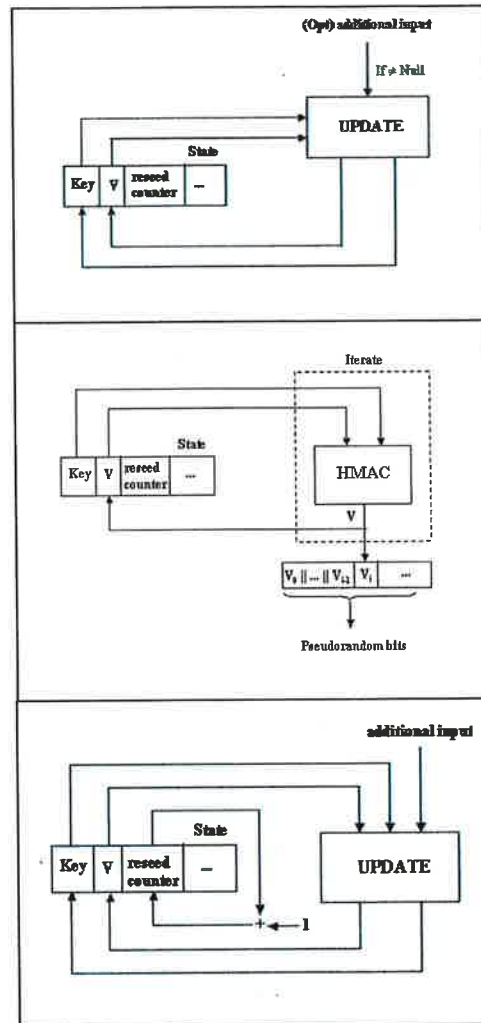 (Opt) additional input
If ≠ Null
UPDATE
State
Key V reseed counter ...
Iterate
State
Key V reseed counter ...
HMAC
V
V₀ || ... || Vᵢ₋₁ Vᵢ ...
Pseudorandom bits
additional input
State
Key V reseed counter ...
UPDATE
+ 1